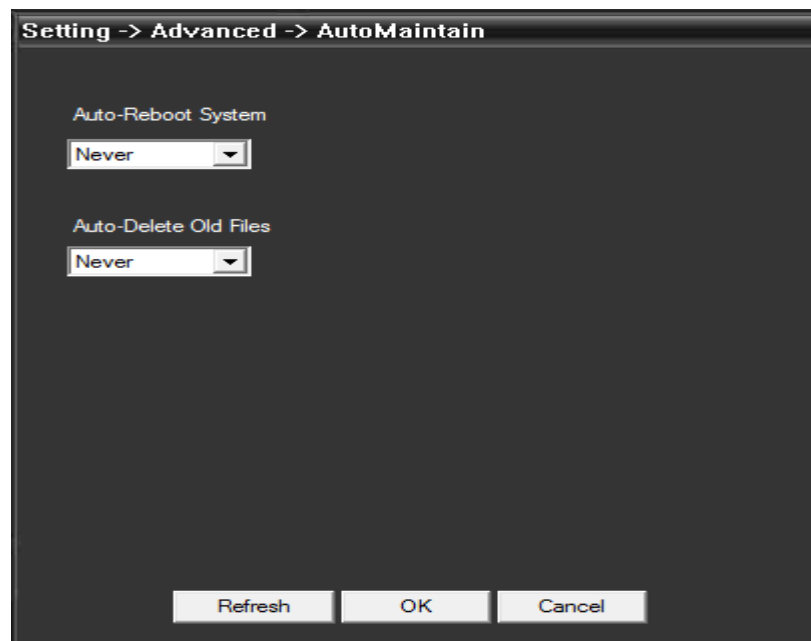 Setting -> Advanced -> AutoMaintain
Auto-Reboot System
Never
Auto-Delete Old Files
Never
Refresh OK Cancel